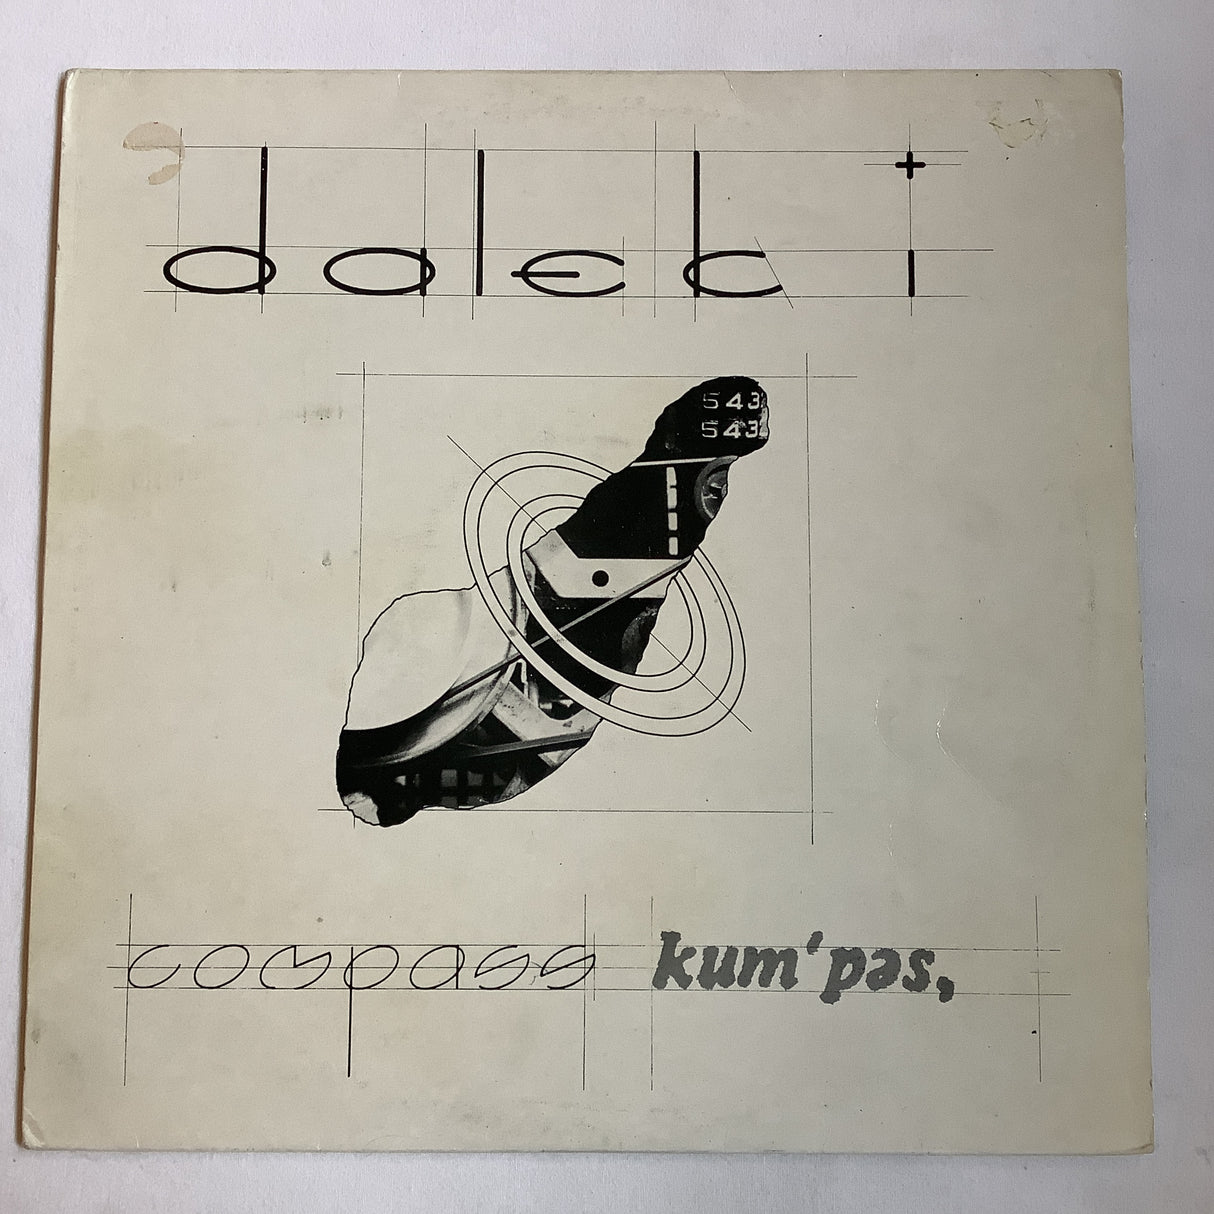 dalek i
543
543
compass kum'pəs,